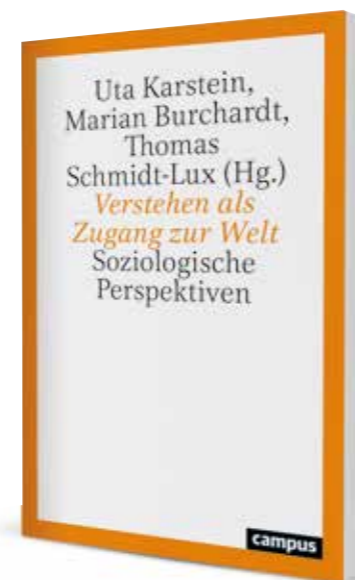 Uta Karstein,
Marian Burchardt,
Thomas
Schmidt-Lux (Hg.)
Verstehen als
Zugang zur Welt
Soziologische
Perspektiven
campus